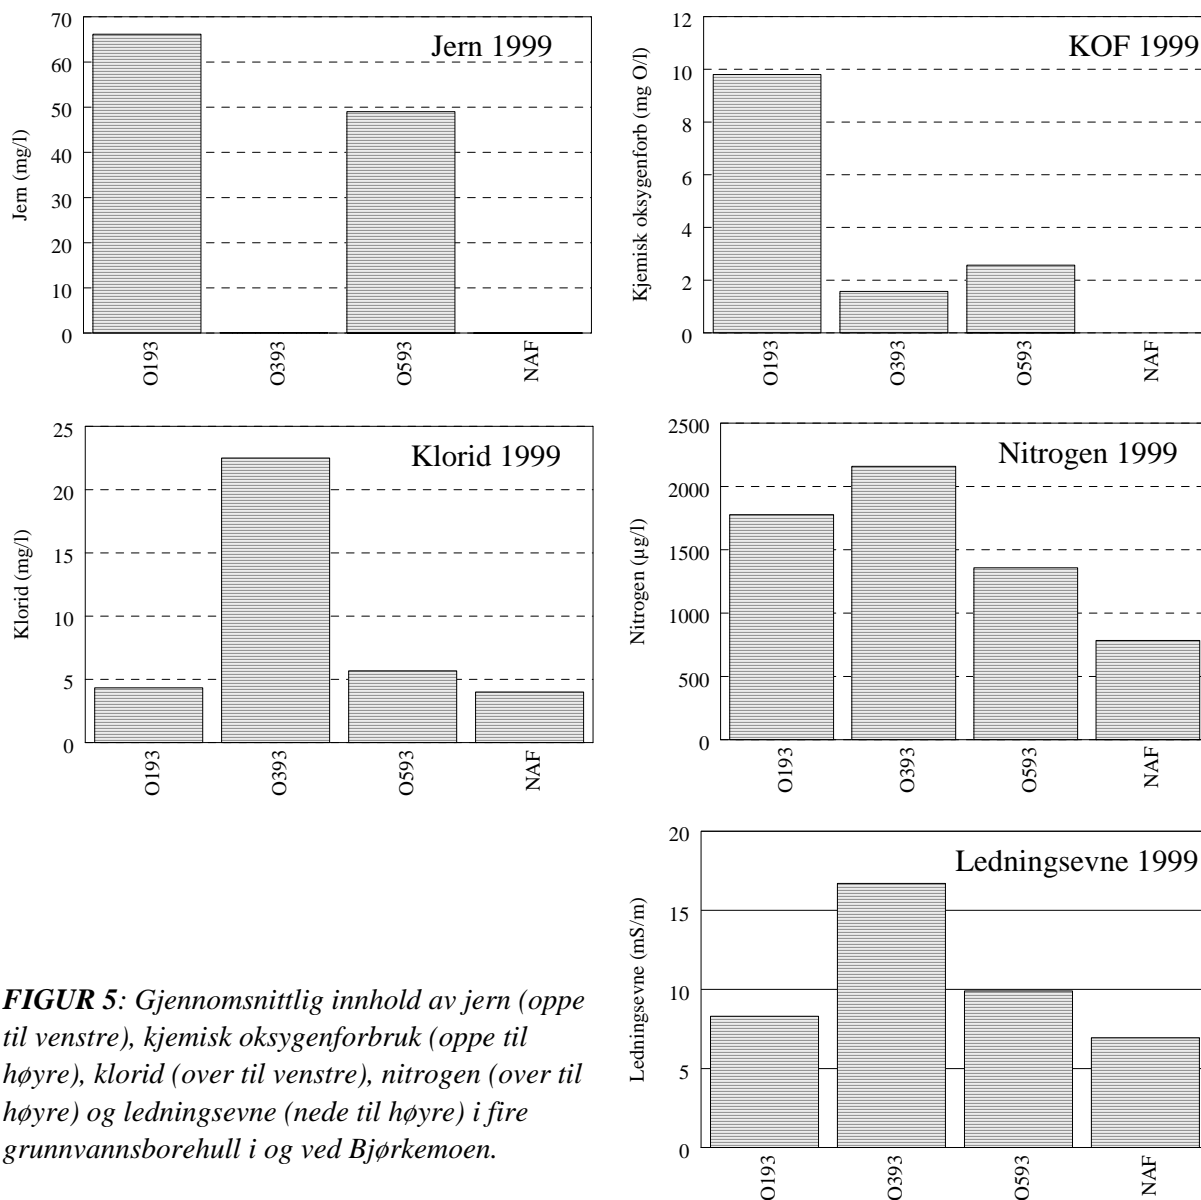 Jern 1999
Jern (mg/l)
70
60
50
40
30
20
10
0
O193
O393
O593
NAF
KOF 1999
Kjemisk oksygenforb (mg O/l)
12
10
8
6
4
2
0
O193
O393
O593
NAF
Klorid 1999
Klorid (mg/l)
25
20
15
10
5
0
O193
O393
O593
NAF
Nitrogen 1999
Nitrogen (µg/l)
2500
2000
1500
1000
500
0
O193
O393
O593
NAF
Ledningsevne 1999
Ledningsevne (mS/m)
20
15
10
5
0
O193
O393
O593
NAF
FIGUR 5: Gjennomsnittlig innhold av jern (oppe
til venstre), kjemisk oksygenforbruk (oppe til
høyre), klorid (over til venstre), nitrogen (over til
høyre) og ledningsevne (nede til høyre) i fire
grunnvannsborehull i og ved Bjørkemoen.